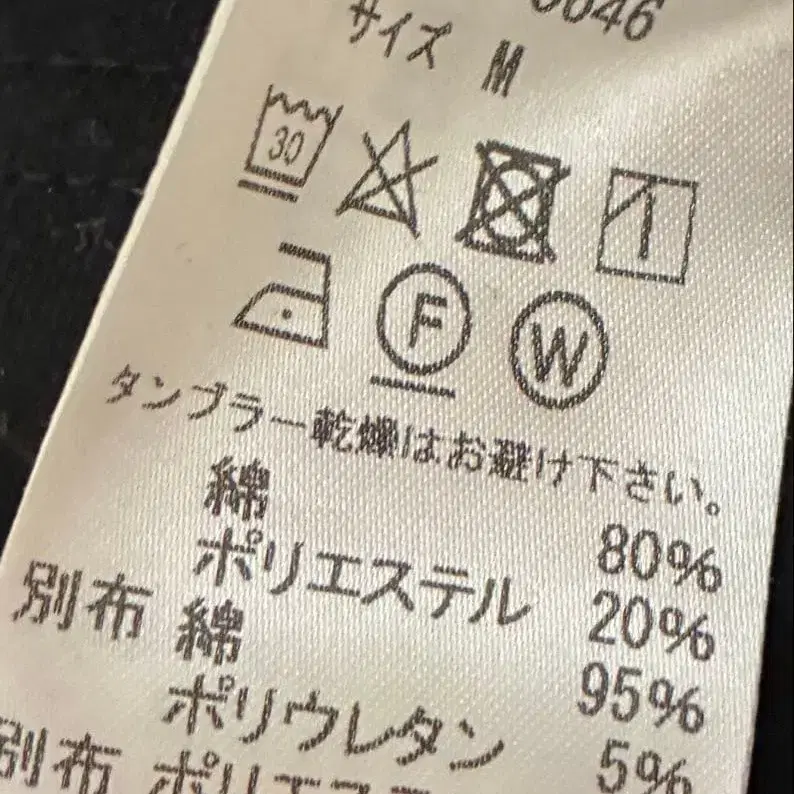 サイズ M
30
F W
タンブラー乾燥はお避け下さい。
綿 80%
ポリエステル 20%
別布 綿 95%
ポリウレタン 5%
別布